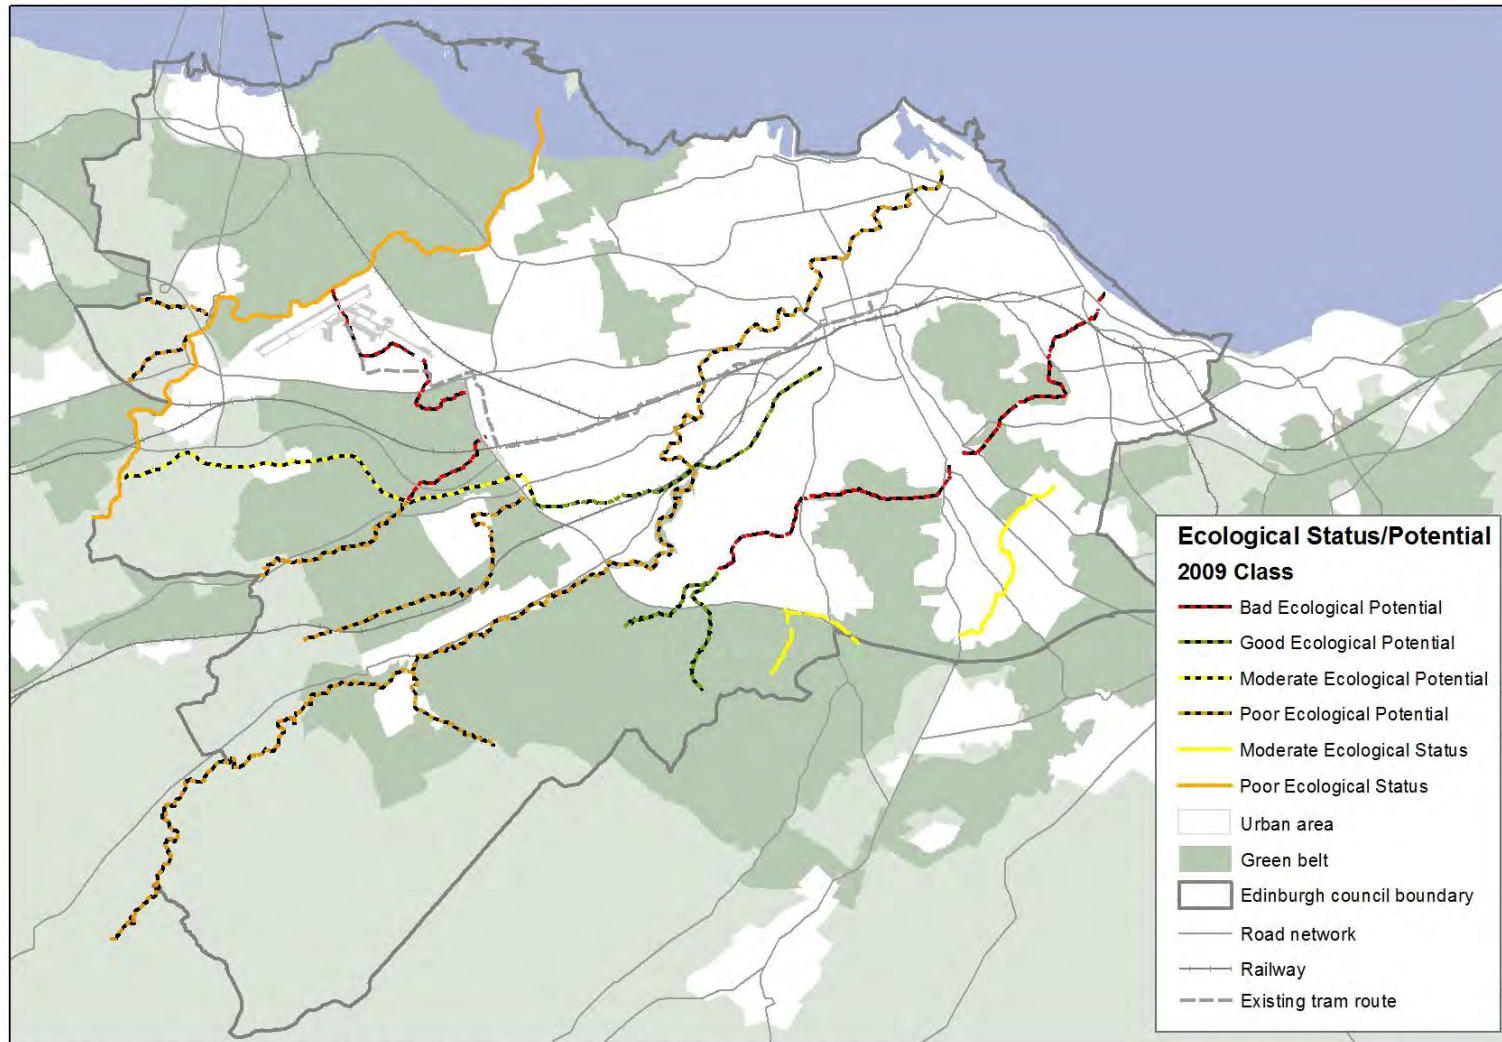 Ecological Status/Potential
2009 Class
Bad Ecological Potential
Good Ecological Potential
Moderate Ecological Potential
Poor Ecological Potential
Moderate Ecological Status
Poor Ecological Status
Urban area
Green belt
Edinburgh council boundary
Road network
Railway
Existing tram route